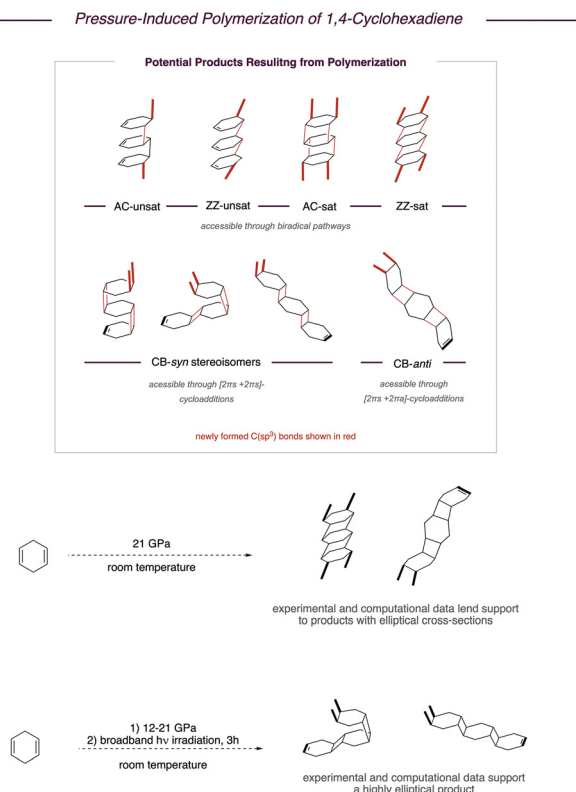 Pressure-Induced Polymerization of 1,4-Cyclohexadiene
Potential Products Resulitng from Polymerization
AC-unsat
ZZ-unsat
AC-sat
ZZ-sat
accessible through biradical pathways
CB-syn stereoisomers
CB-anti
acessible through [2πs +2πs]-
cycloadditions
acessible through
[2πs +2πa]-cycloadditions
newly formed C(sp³) bonds shown in red
21 GPa
room temperature
experimental and computational data lend support
to products with elliptical cross-sections
1) 12-21 GPa
2) broadband hν irradiation, 3h
room temperature
experimental and computational data support
a highly elliptical product